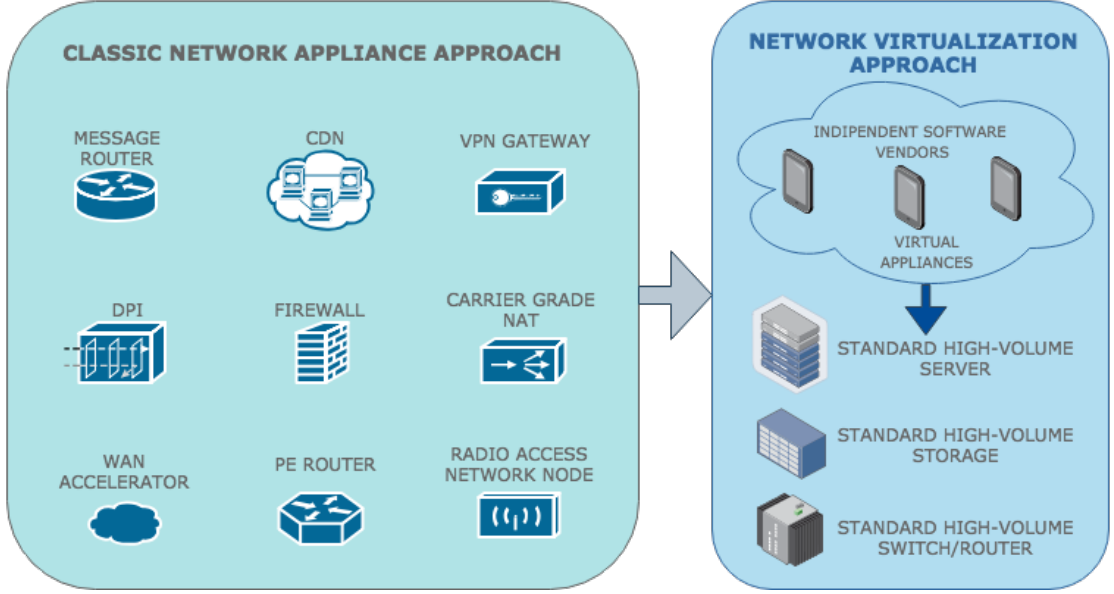 CLASSIC NETWORK APPLIANCE APPROACH
MESSAGE
ROUTER
CDN
VPN GATEWAY
DPI
FIREWALL
CARRIER GRADE
NAT
WAN
ACCELERATOR
PE ROUTER
RADIO ACCESS
NETWORK NODE
NETWORK VIRTUALIZATION
APPROACH
INDIPENDENT SOFTWARE
VENDORS
VIRTUAL
APPLIANCES
STANDARD HIGH-VOLUME
SERVER
STANDARD HIGH-VOLUME
STORAGE
STANDARD HIGH-VOLUME
SWITCH/ROUTER